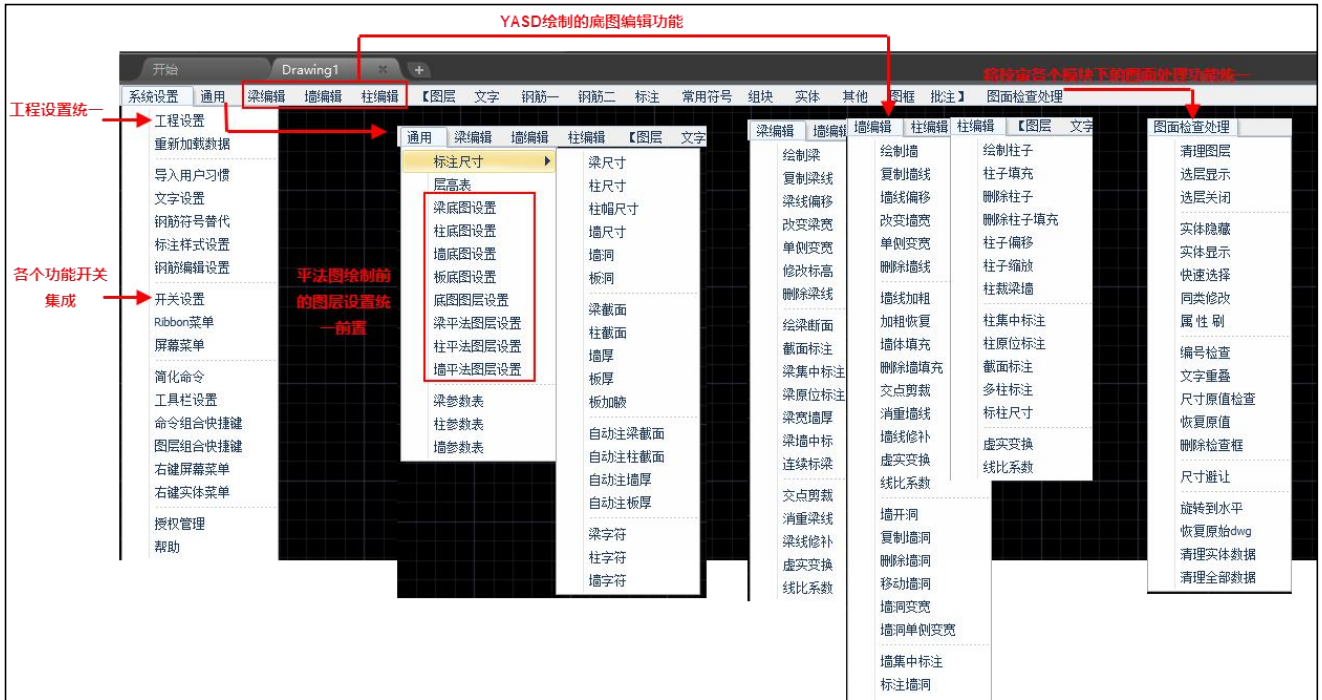 YASD绘制的底图编辑功能
开始 Drawing1
将校审各个模块下的图面处理功能统一
系统设置 通用 梁编辑 墙编辑 柱编辑 【图层 文字 钢筋一 钢筋二 标注 常用符号 组块 实体 其他 图框 批注】 图面检查处理
工程设置统一
工程设置
重新加载数据
导入用户习惯
文字设置
钢筋符号替代
标注样式设置
钢筋编辑设置
各个功能开关
集成
开关设置
Ribbon菜单
屏幕菜单
简化命令
工具栏设置
命令组合快捷键
图层组合快捷键
右键屏幕菜单
右键实体菜单
授权管理
帮助
平法图绘制前
的图层设置统
一前置
通用 梁编辑 墙编辑 柱编辑 【图层 文字
标注尺寸
层高表
梁底图设置
柱底图设置
墙底图设置
板底图设置
底图图层设置
梁平法图层设置
柱平法图层设置
墙平法图层设置
梁参数表
柱参数表
墙参数表
梁尺寸
柱尺寸
柱帽尺寸
墙尺寸
墙洞
板洞
梁截面
柱截面
墙厚
板厚
板加腋
自动注梁截面
自动注柱截面
自动注墙厚
自动注板厚
梁字符
柱字符
墙字符
梁编辑 墙编辑
绘制梁
复制梁线
梁线偏移
改变梁宽
单侧变宽
修改标高
删除梁线
绘梁断面
截面标注
梁集中标注
梁原位标注
梁宽墙厚
梁墙中标
连续标梁
交点剪裁
消重梁线
梁线修补
虚实变换
线比系数
墙编辑 柱编辑
绘制墙
复制墙线
墙线偏移
改变墙宽
单侧变宽
删除墙线
墙线加粗
加粗恢复
墙体填充
删除墙填充
交点剪裁
消重墙线
墙线修补
虚实变换
线比系数
墙开洞
复制墙洞
删除墙洞
移动墙洞
墙洞变宽
墙洞单侧变宽
墙集中标注
标注墙洞
柱编辑 【图层 文字
绘制柱子
柱子填充
删除柱子
删除柱子填充
柱子偏移
柱子缩放
柱裁梁墙
柱集中标注
柱原位标注
截面标注
多柱标注
标柱尺寸
虚实变换
线比系数
图面检查处理
清理图层
选层显示
选层关闭
实体隐藏
实体显示
快速选择
同类修改
属 性 刷
编号检查
文字重叠
尺寸原值检查
恢复原值
删除检查框
尺寸避让
旋转到水平
恢复原始dwg
清理实体数据
清理全部数据